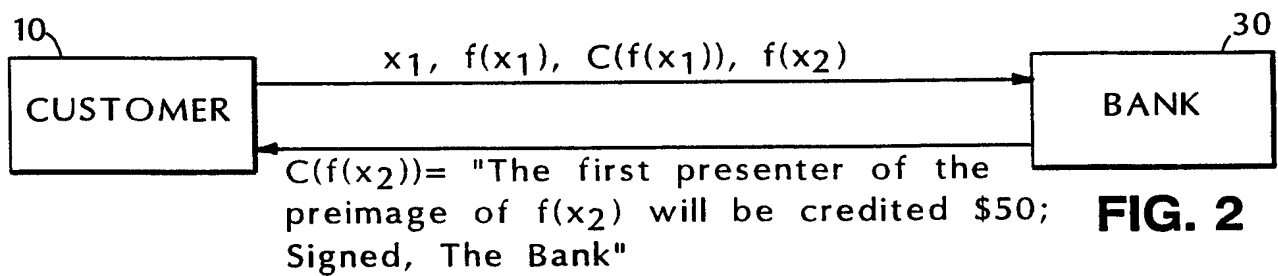 10
30
x1, f(x1), C(f(x1)), f(x2)
CUSTOMER
BANK
C(f(x2))= "The first presenter of the
preimage of f(x2) will be credited $50;
Signed, The Bank"
FIG. 2